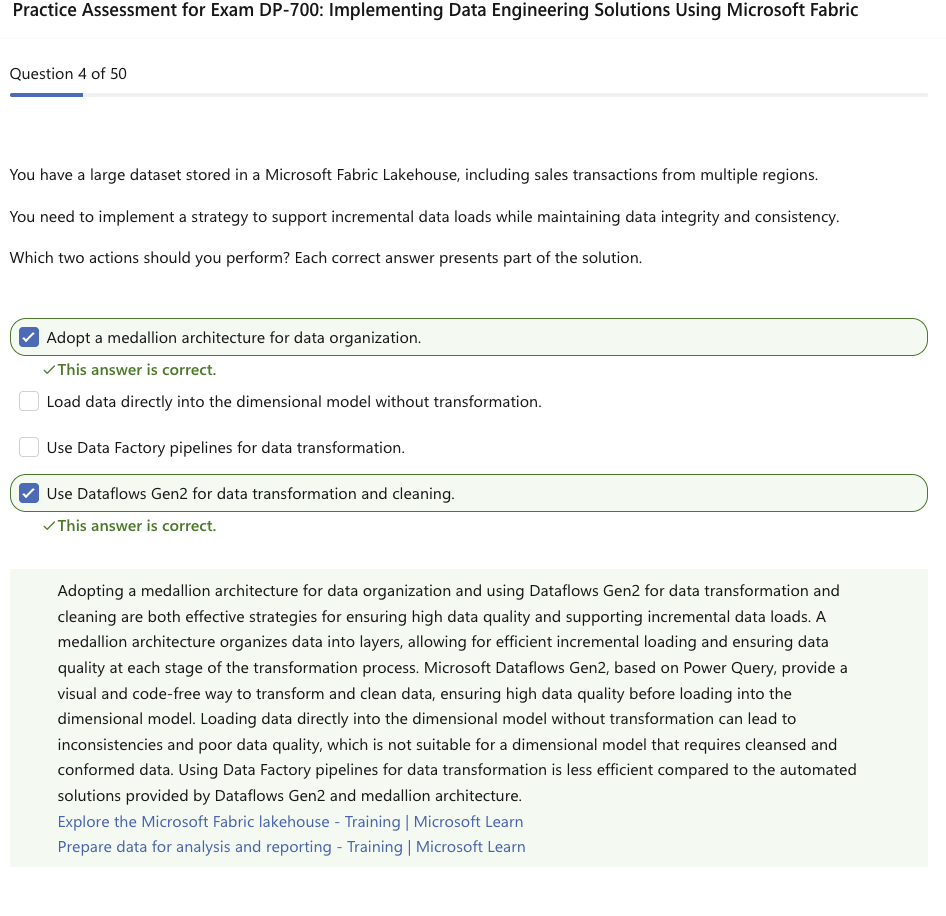 Practice Assessment for Exam DP-700: Implementing Data Engineering Solutions Using Microsoft Fabric
Question 4 of 50
You have a large dataset stored in a Microsoft Fabric Lakehouse, including sales transactions from multiple regions.
You need to implement a strategy to support incremental data loads while maintaining data integrity and consistency.
Which two actions should you perform? Each correct answer presents part of the solution.
Adopt a medallion architecture for data organization.
This answer is correct.
Load data directly into the dimensional model without transformation.
Use Data Factory pipelines for data transformation.
Use Dataflows Gen2 for data transformation and cleaning.
This answer is correct.
Adopting a medallion architecture for data organization and using Dataflows Gen2 for data transformation and
cleaning are both effective strategies for ensuring high data quality and supporting incremental data loads. A
medallion architecture organizes data into layers, allowing for efficient incremental loading and ensuring data
quality at each stage of the transformation process. Microsoft Dataflows Gen2, based on Power Query, provide a
visual and code-free way to transform and clean data, ensuring high data quality before loading into the
dimensional model. Loading data directly into the dimensional model without transformation can lead to
inconsistencies and poor data quality, which is not suitable for a dimensional model that requires cleansed and
conformed data. Using Data Factory pipelines for data transformation is less efficient compared to the automated
solutions provided by Dataflows Gen2 and medallion architecture.
Explore the Microsoft Fabric lakehouse - Training | Microsoft Learn
Prepare data for analysis and reporting - Training | Microsoft Learn